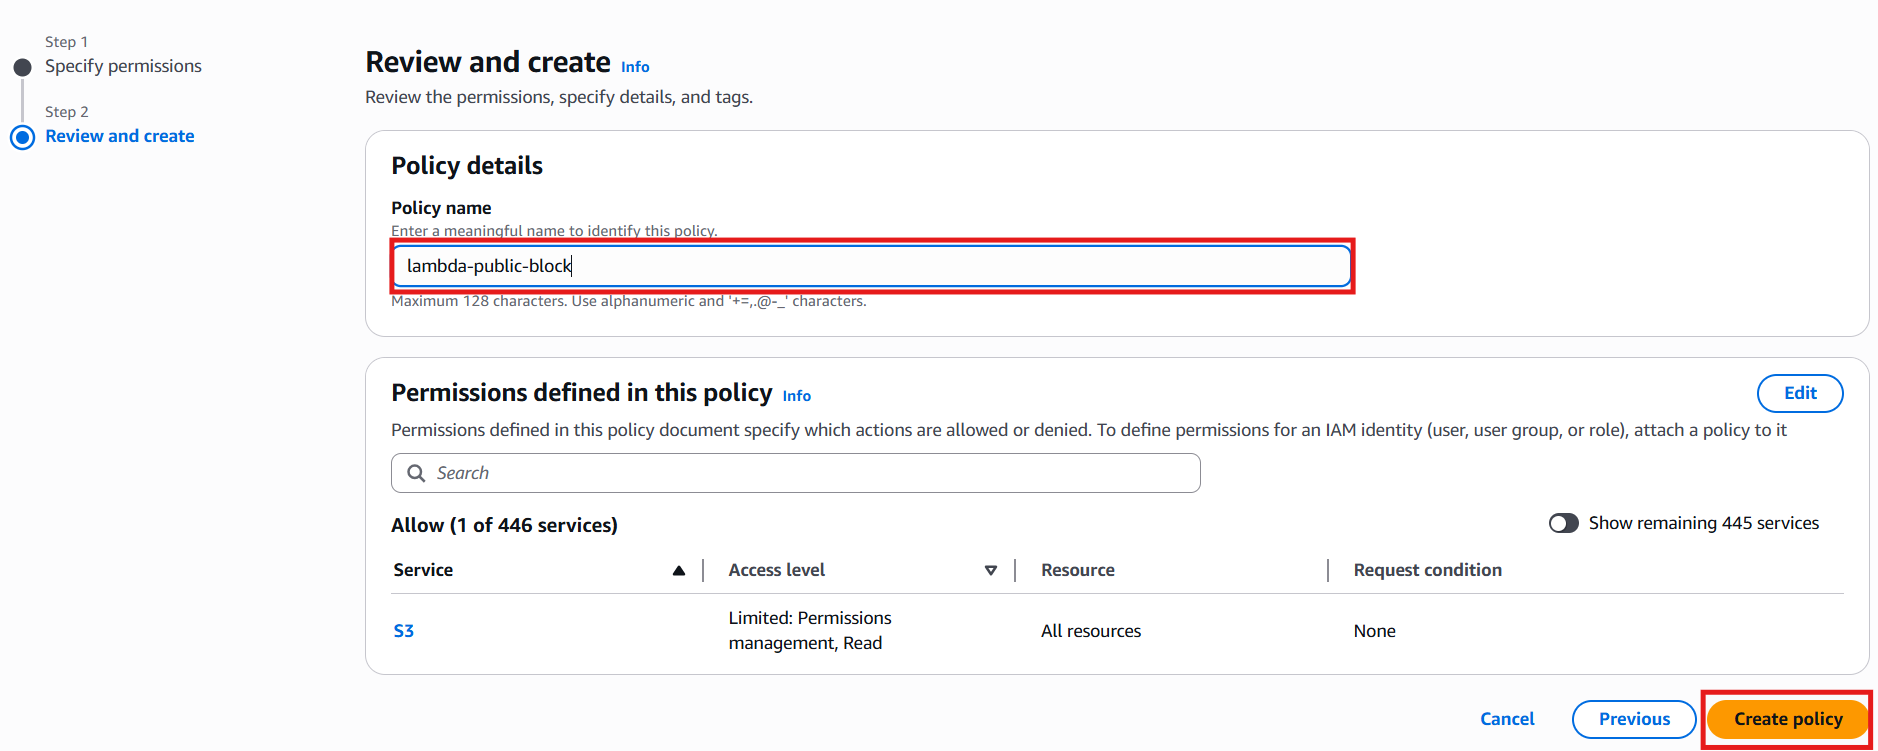 Step 1
Specify permissions
Step 2
Review and create
Review and create Info
Review the permissions, specify details, and tags.
Policy details
Policy name
Enter a meaningful name to identify this policy.
lambda-public-block
Maximum 128 characters. Use alphanumeric and '+=,.@-_' characters.
Permissions defined in this policy Info
Edit
Permissions defined in this policy document specify which actions are allowed or denied. To define permissions for an IAM identity (user, user group, or role), attach a policy to it
Search
Allow (1 of 446 services)
Show remaining 445 services
Service Access level Resource Request condition
S3 Limited: Permissions management, Read All resources None
Cancel Previous Create policy